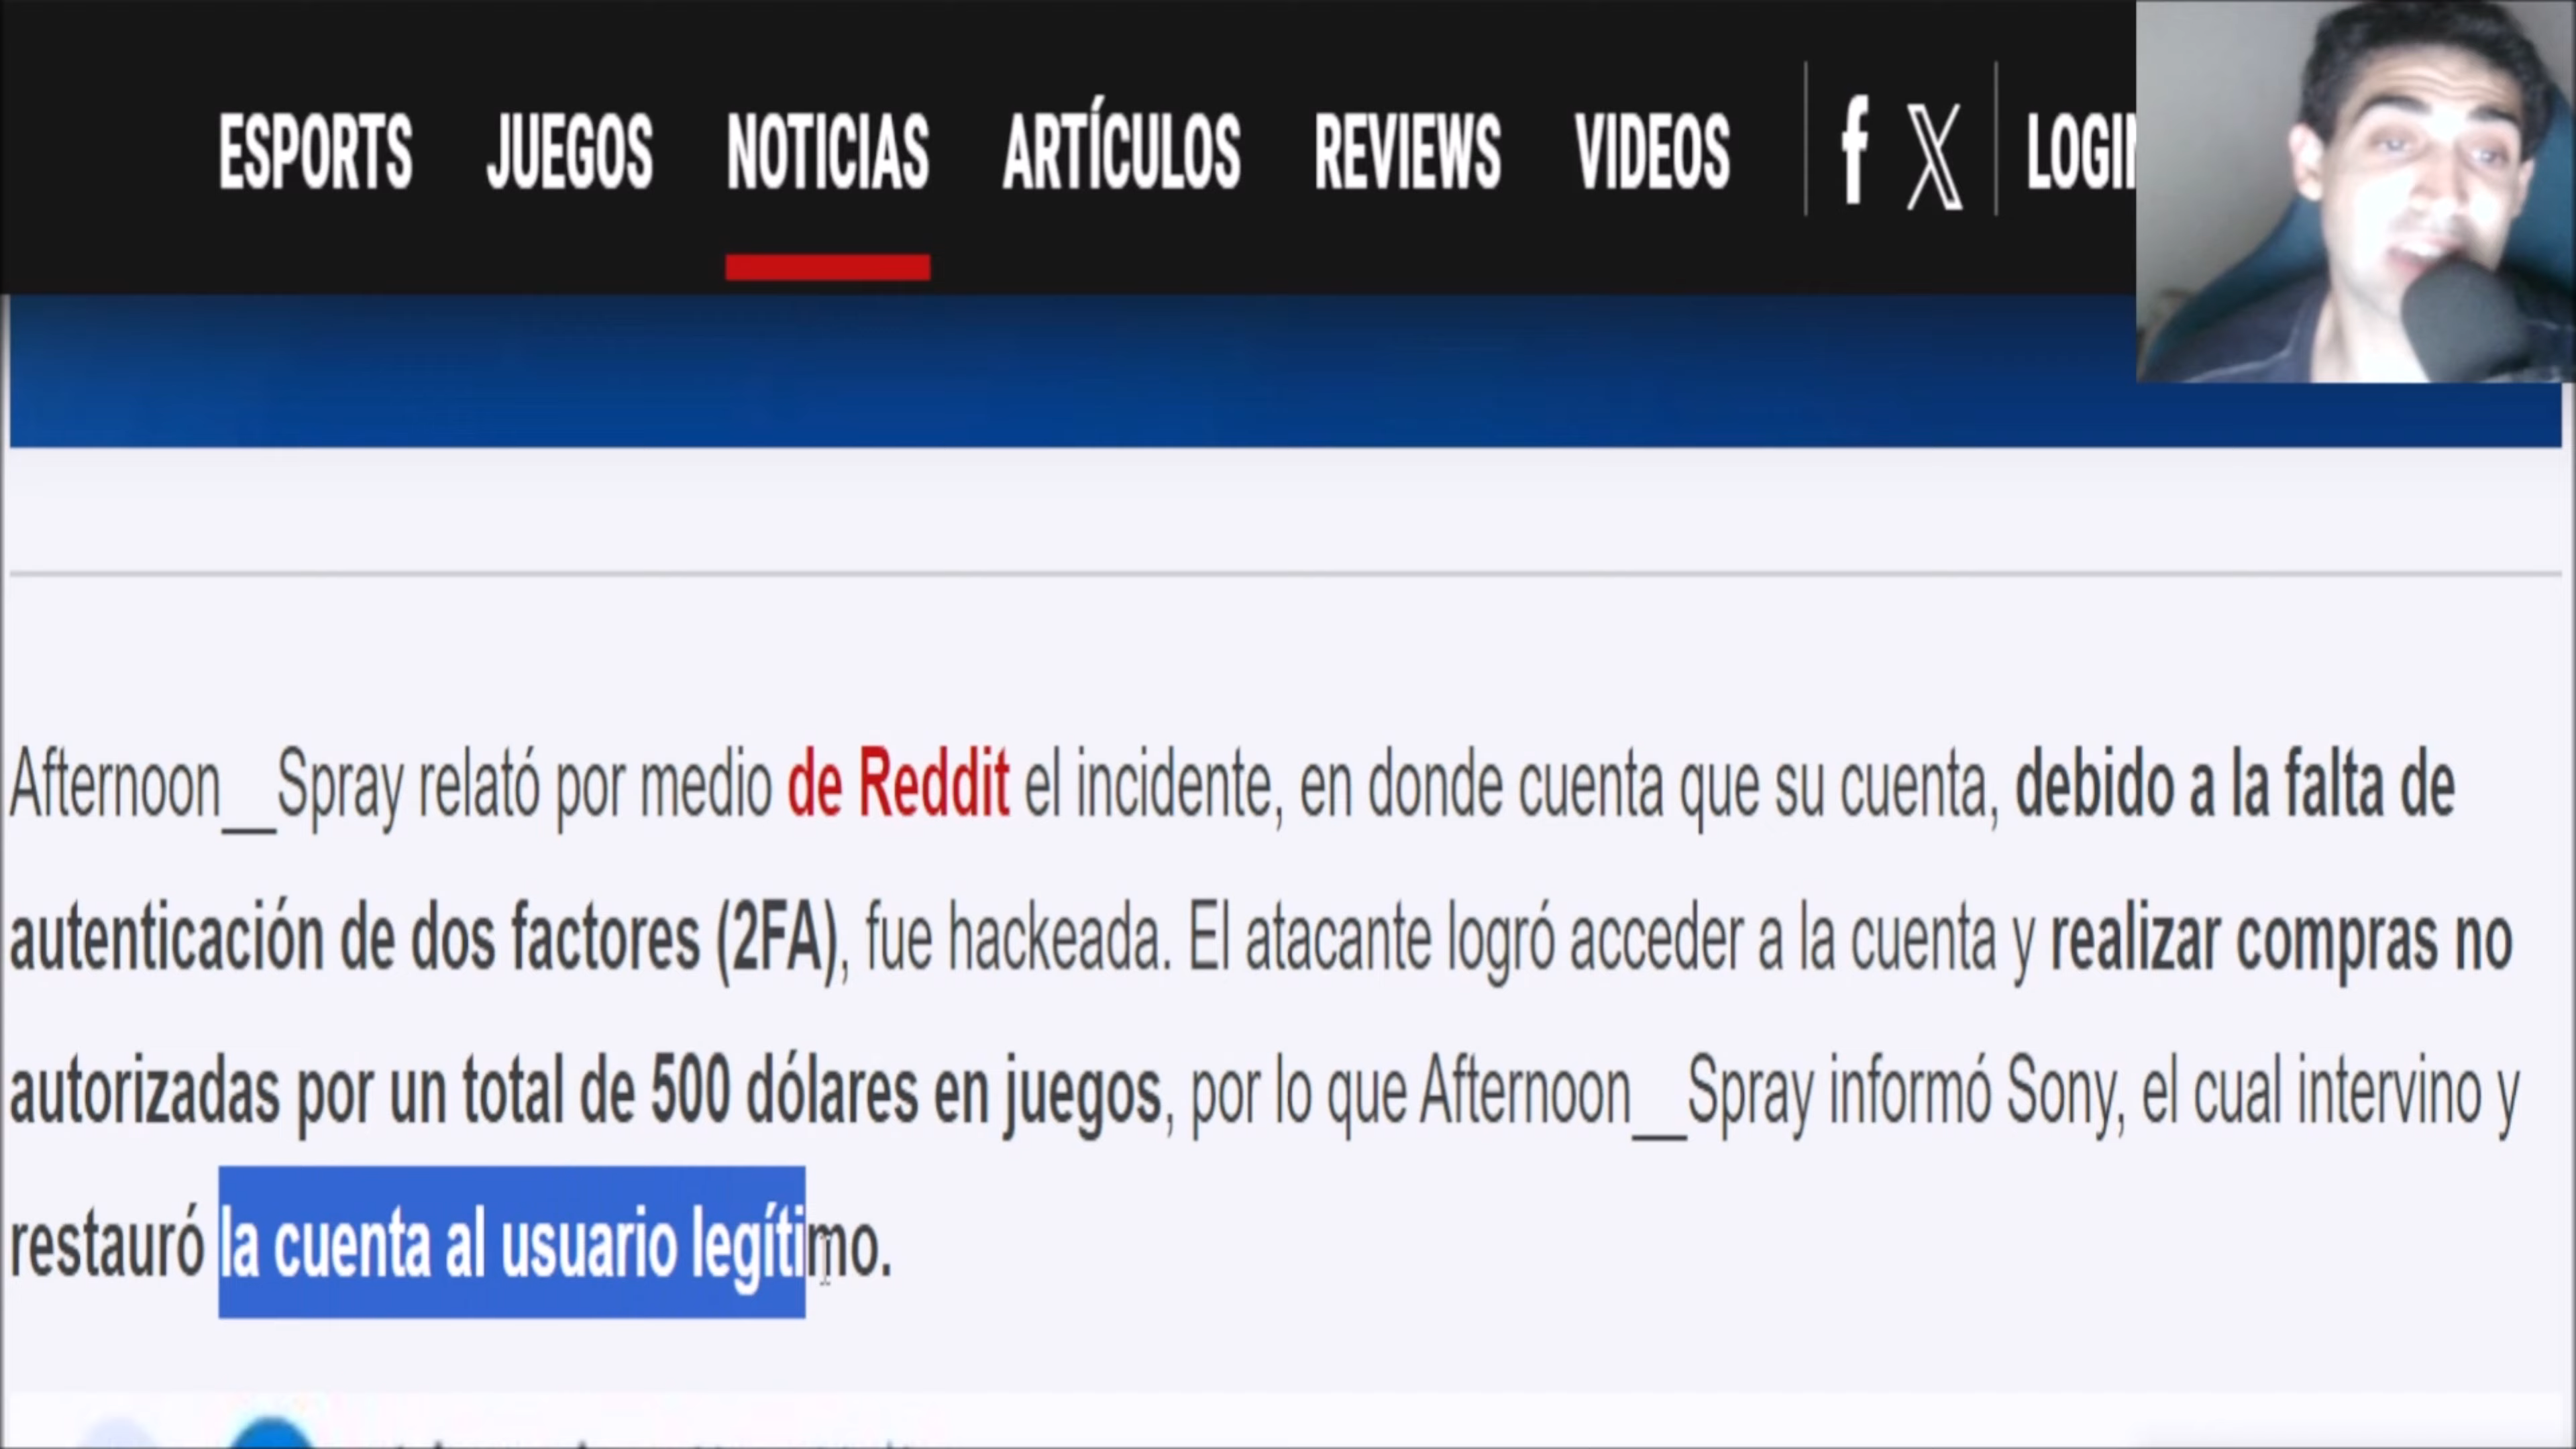 ESPORTS JUEGOS NOTICIAS ARTÍCULOS REVIEWS VIDEOS f X LOGIN
Afternoon__Spray relató por medio de Reddit el incidente, en donde cuenta que su cuenta, debido a la falta de
autenticación de dos factores (2FA), fue hackeada. El atacante logró acceder a la cuenta y realizar compras no
autorizadas por un total de 500 dólares en juegos, por lo que Afternoon__Spray informó Sony, el cual intervino y
restauró la cuenta al usuario legítimo.